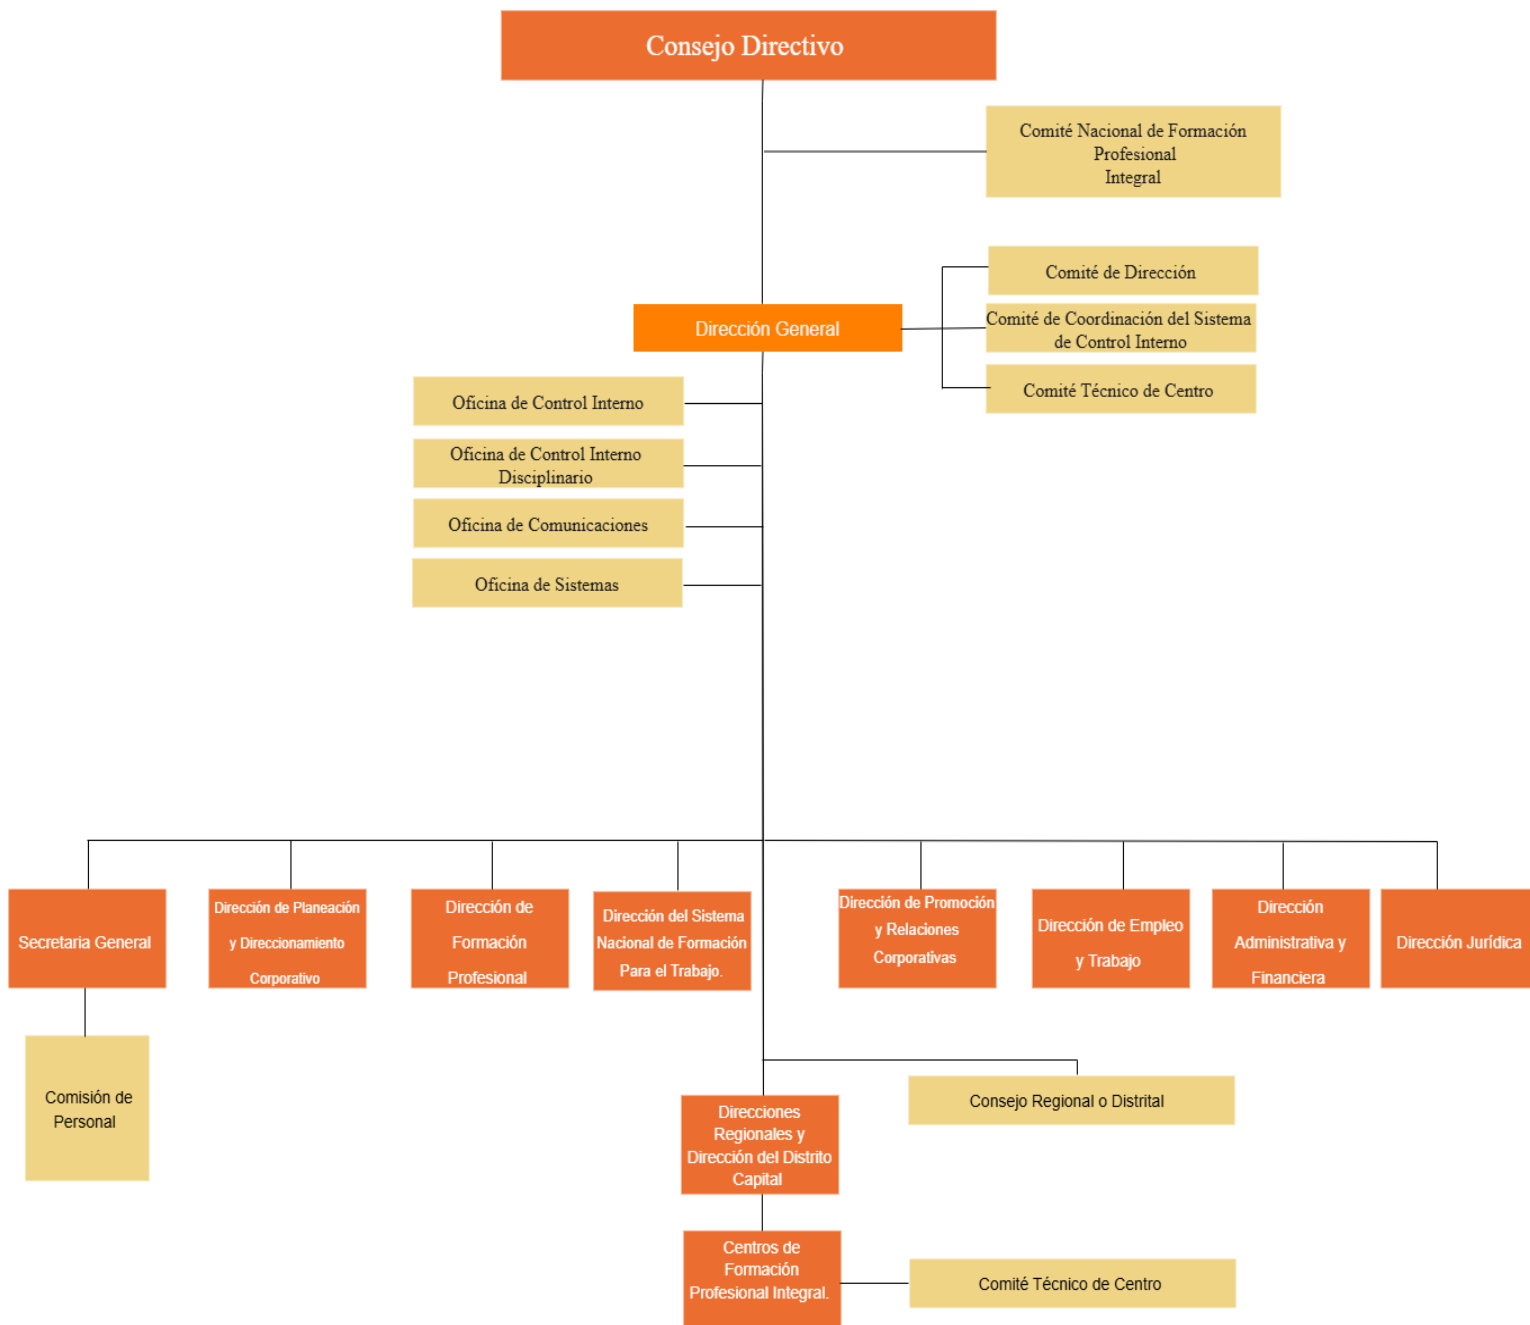 Consejo Directivo
Comité Nacional de Formación
Profesional
Integral
Comité de Dirección
Dirección General
Comité de Coordinación del Sistema
de Control Interno
Comité Técnico de Centro
Oficina de Control Interno
Oficina de Control Interno
Disciplinario
Oficina de Comunicaciones
Oficina de Sistemas
Secretaria General
Dirección de Planeación
y Direccionamiento
Corporativo
Dirección de
Formación
Profesional
Dirección del Sistema
Nacional de Formación
Para el Trabajo.
Dirección de Promoción
y Relaciones
Corporativas
Dirección de Empleo
y Trabajo
Dirección
Administrativa y
Financiera
Dirección Jurídica
Comisión de
Personal
Direcciones
Regionales y
Dirección del Distrito
Capital
Consejo Regional o Distrital
Centros de
Formación
Profesional Integral.
Comité Técnico de Centro